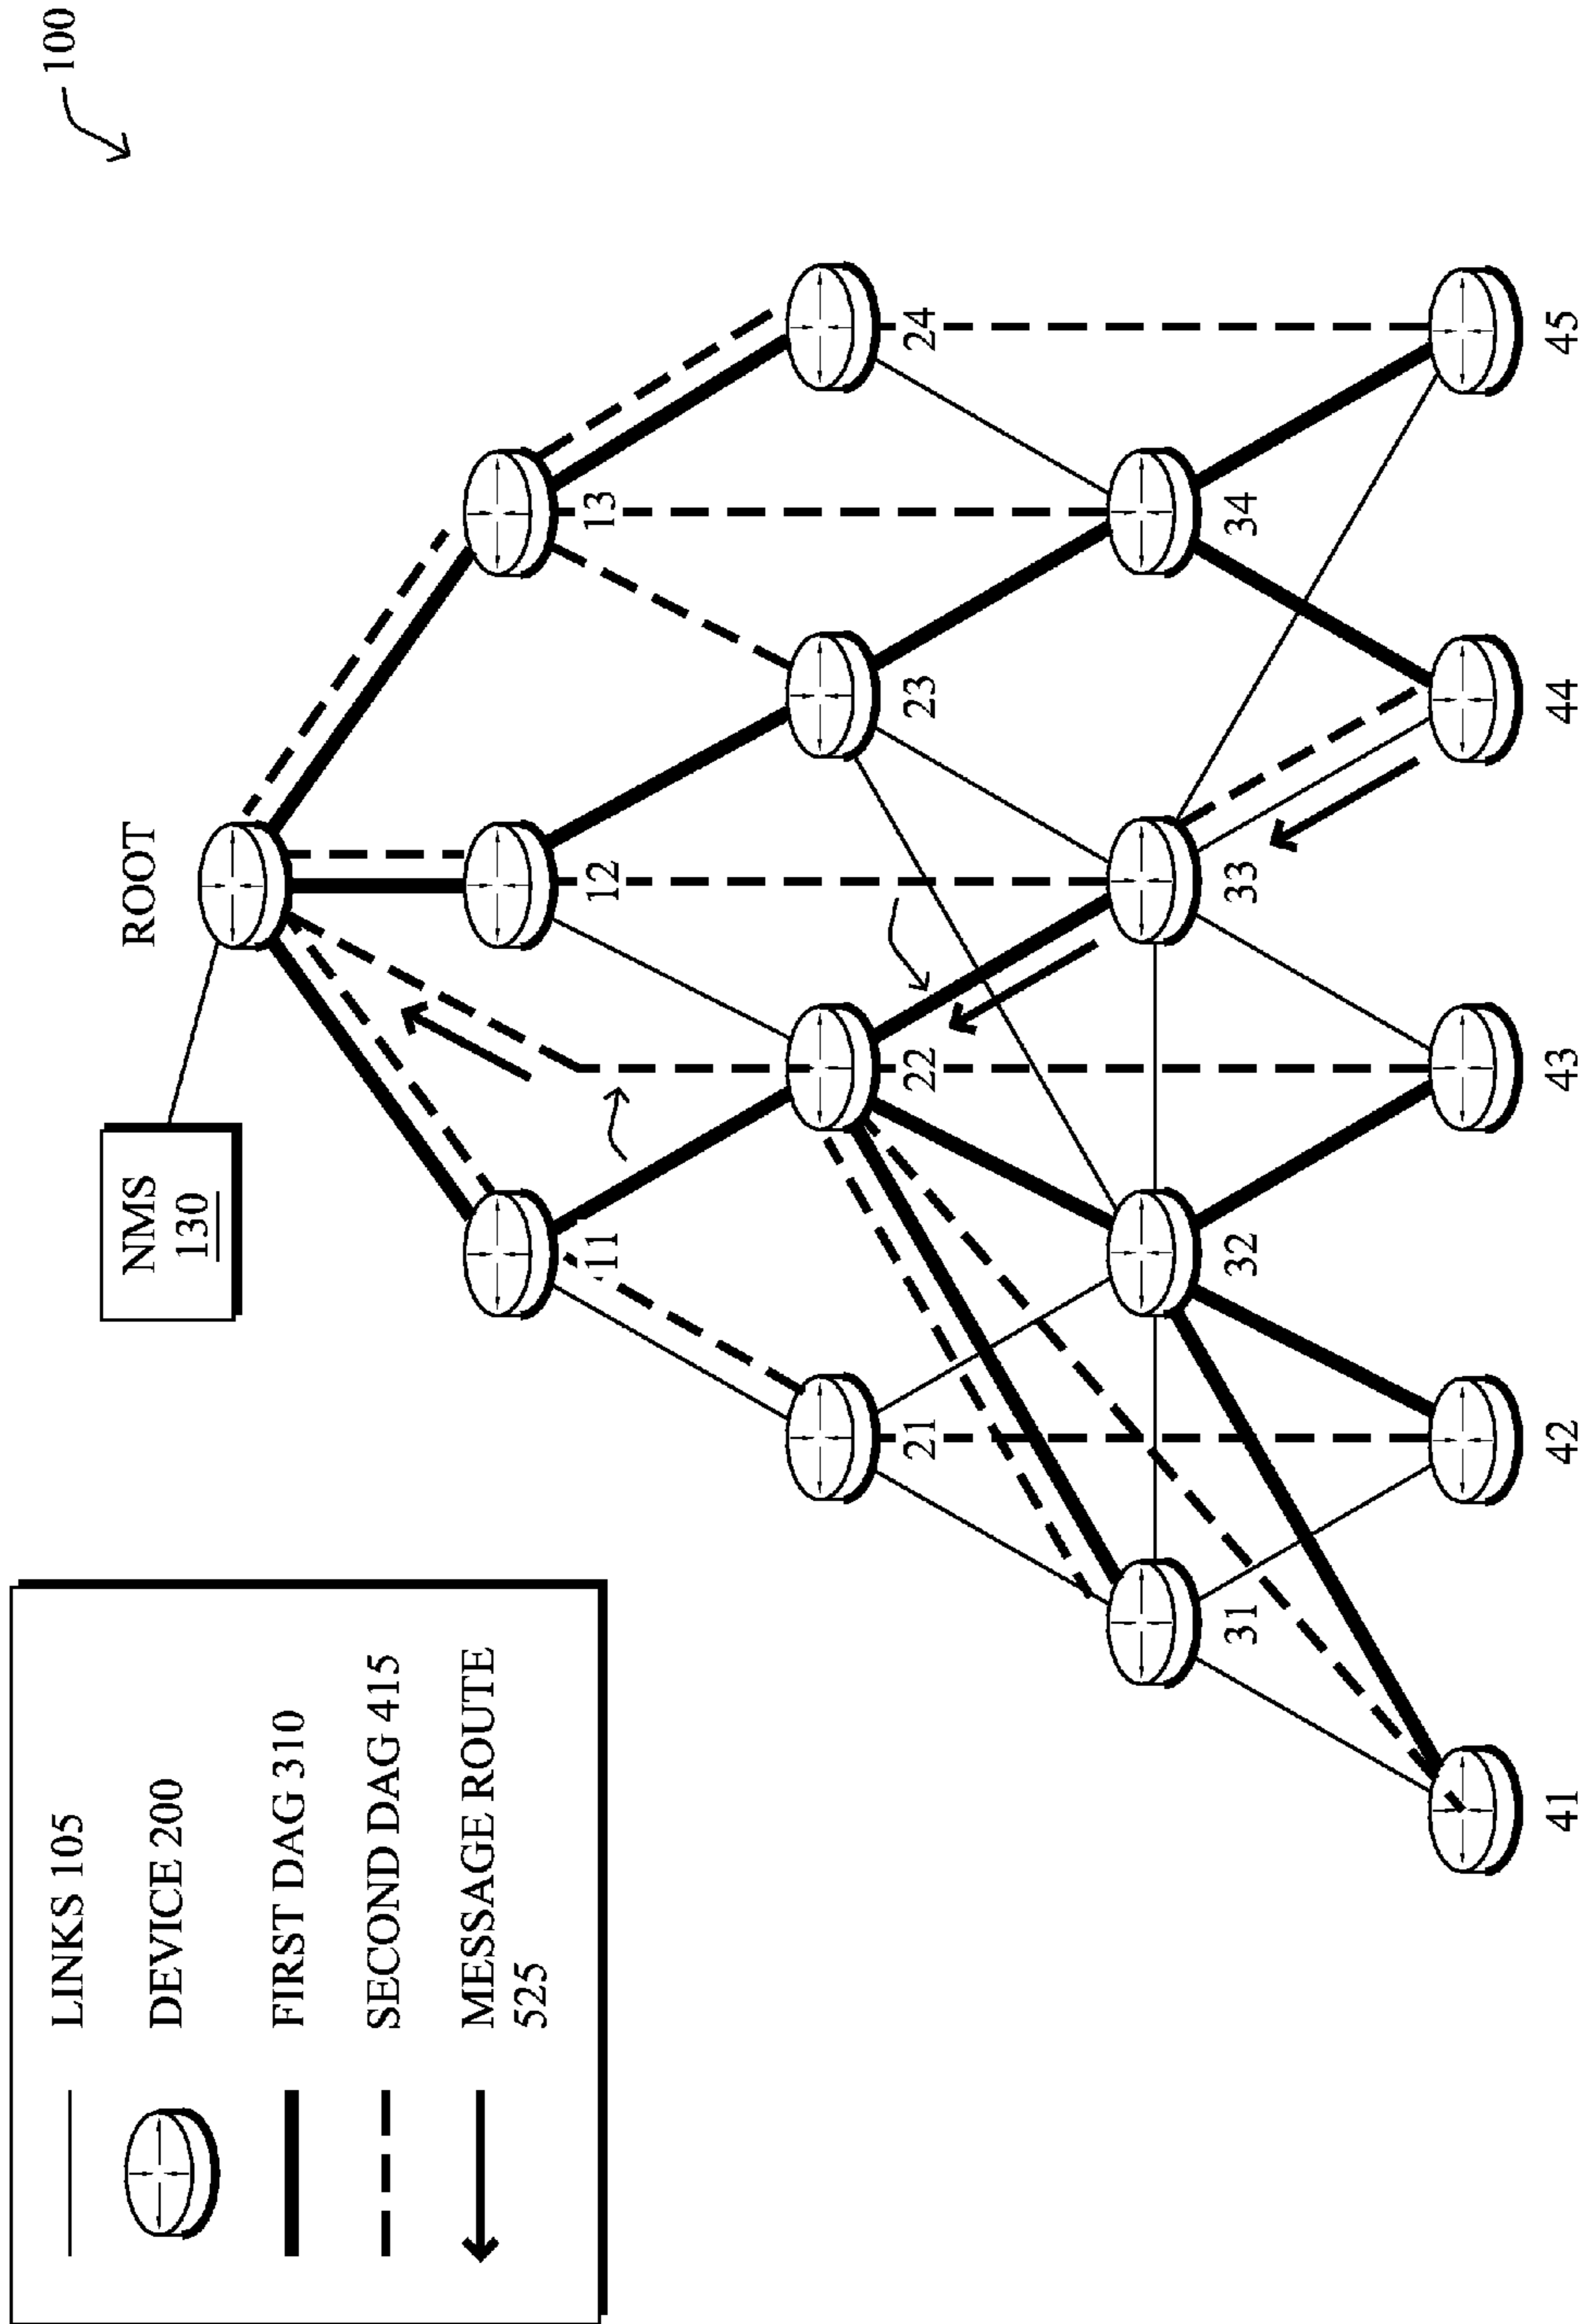 LINKS 105
DEVICE 200
FIRST DAG 310
SECOND DAG 415
MESSAGE ROUTE
525
100
NMS
130
ROOT
11
12
13
21
22
23
24
31
32
33
34
41
42
43
44
45